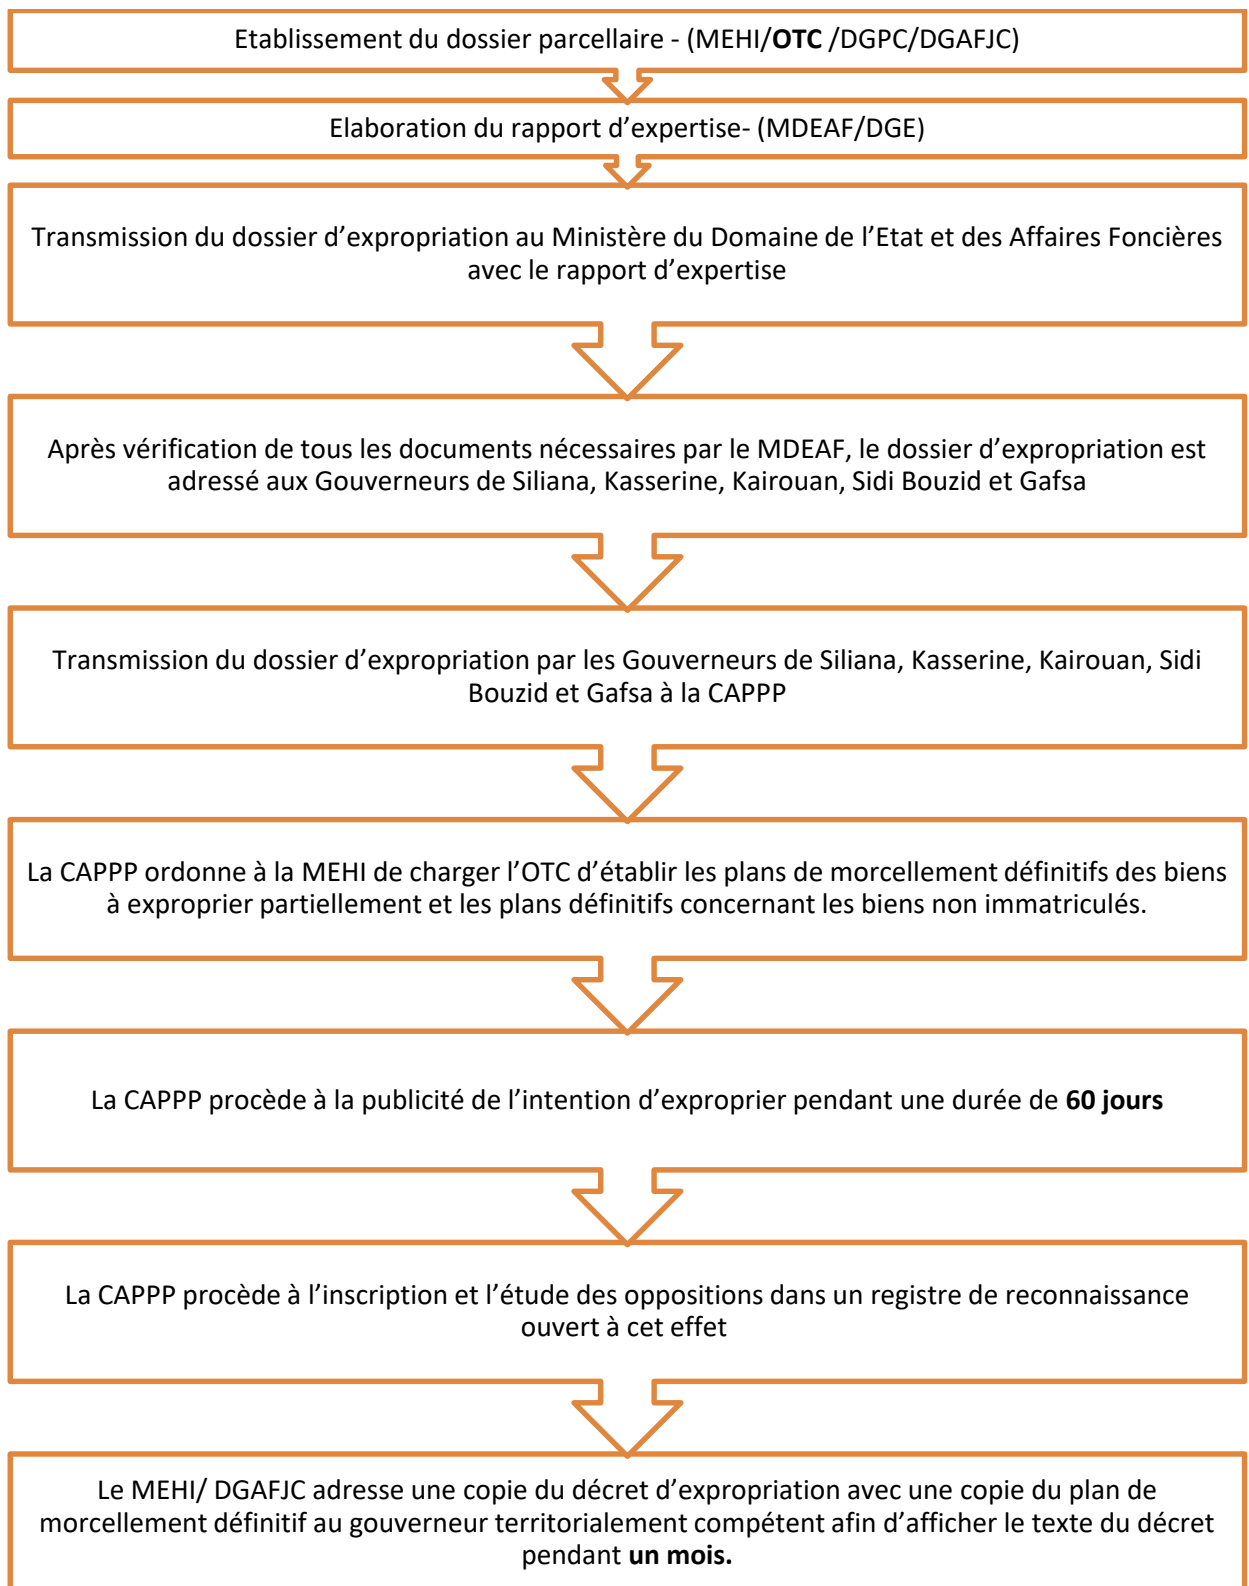 Etablissement du dossier parcellaire - (MEHI/OTC /DGPC/DGAFJC)
Elaboration du rapport d’expertise- (MDEAF/DGE)
Transmission du dossier d’expropriation au Ministère du Domaine de l’Etat et des Affaires Foncières
avec le rapport d’expertise
Après vérification de tous les documents nécessaires par le MDEAF, le dossier d’expropriation est
adressé aux Gouverneurs de Siliana, Kasserine, Kairouan, Sidi Bouzid et Gafsa
Transmission du dossier d’expropriation par les Gouverneurs de Siliana, Kasserine, Kairouan, Sidi
Bouzid et Gafsa à la CAPPP
La CAPPP ordonne à la MEHI de charger l’OTC d’établir les plans de morcellement définitifs des biens
à exproprier partiellement et les plans définitifs concernant les biens non immatriculés.
La CAPPP procède à la publicité de l’intention d’exproprier pendant une durée de 60 jours
La CAPPP procède à l’inscription et l’étude des oppositions dans un registre de reconnaissance
ouvert à cet effet
Le MEHI/ DGAFJC adresse une copie du décret d’expropriation avec une copie du plan de
morcellement définitif au gouverneur territorialement compétent afin d’afficher le texte du décret
pendant un mois.